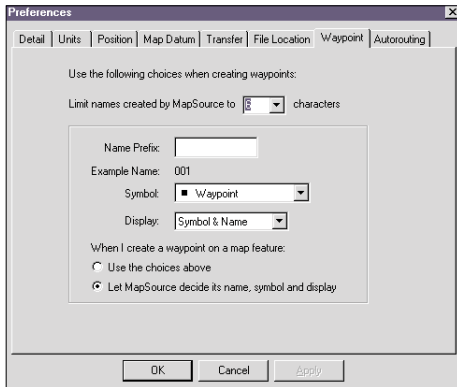 Preferences
Detail Units Position Map Datum Transfer File Location Waypoint Autorouting
Use the following choices when creating waypoints:
Limit names created by MapSource to 6 characters
Name Prefix:
Example Name: 001
Symbol: Waypoint
Display: Symbol & Name
When I create a waypoint on a map feature:
Use the choices above
Let MapSource decide its name, symbol and display
OK Cancel Apply